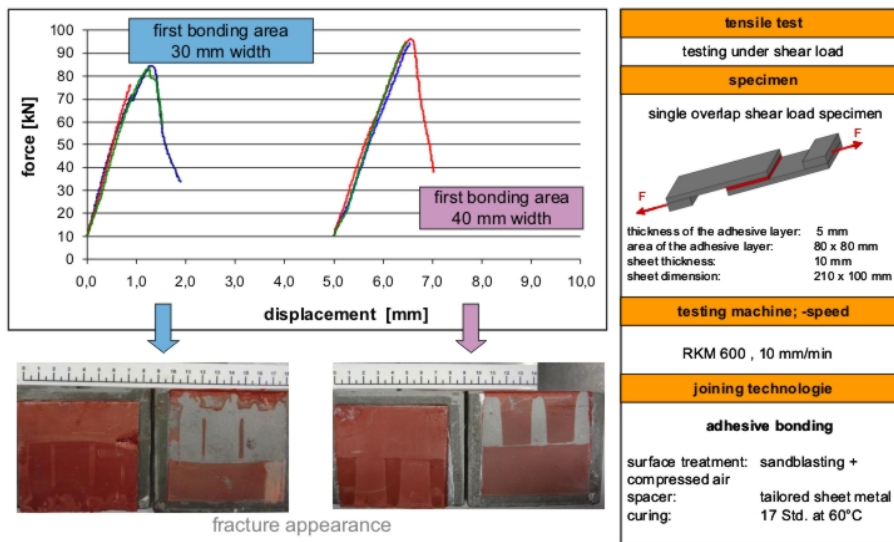 first bonding area
30 mm width
100
90
80
70
60
50
40
30
20
10
0
force [kN]
first bonding area
40 mm width
0,0 1,0 2,0 3,0 4,0 5,0 6,0 7,0 8,0 9,0 10,0
displacement [mm]
fracture appearance
tensile test
testing under shear load
specimen
single overlap shear load specimen
F
F
thickness of the adhesive layer: 5 mm
area of the adhesive layer: 80 x 80 mm
sheet thickness: 10 mm
sheet dimension: 210 x 100 mm
testing machine; -speed
RKM 600 , 10 mm/min
joining technologie
adhesive bonding
surface treatment: sandblasting +
compressed air
spacer: tailored sheet metal
curing: 17 Std. at 60°C